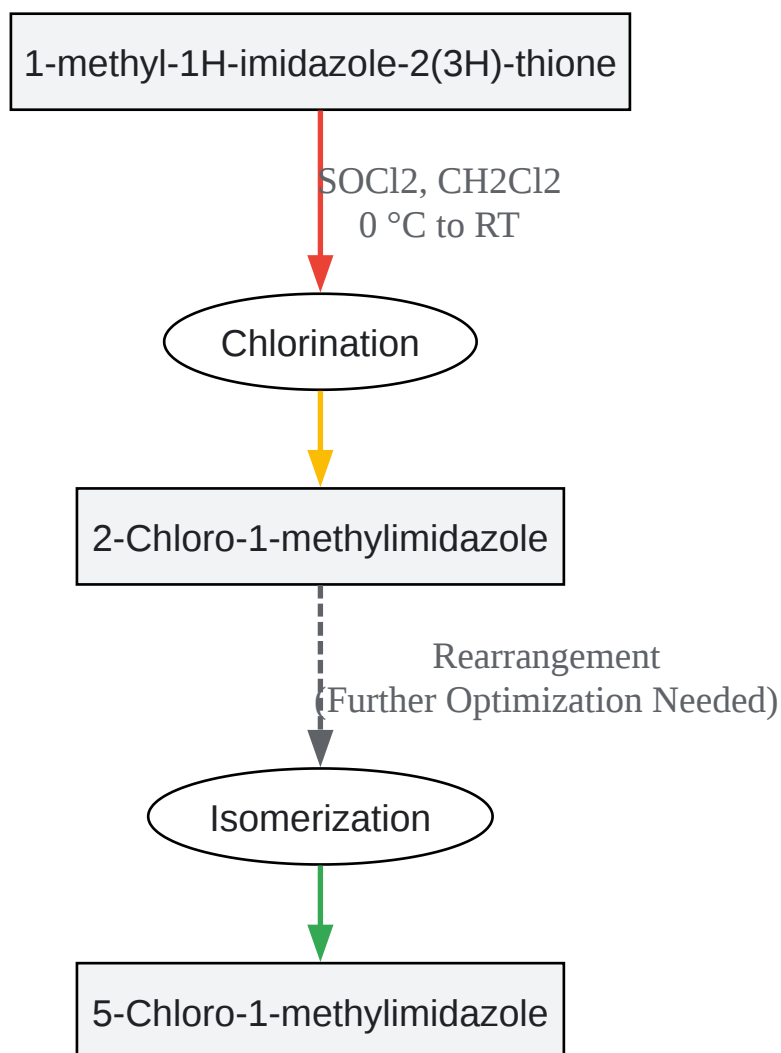 1-methyl-1H-imidazole-2(3H)-thione
SOCl2, CH2Cl2
0 °C to RT
Chlorination
2-Chloro-1-methylimidazole
Rearrangement
(Further Optimization Needed)
Isomerization
5-Chloro-1-methylimidazole